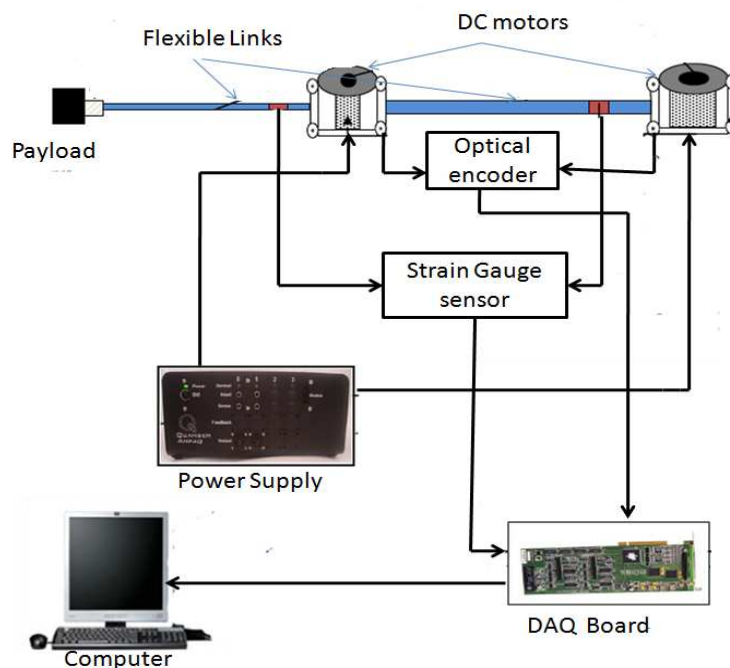 Flexible Links
DC motors
Payload
Optical
encoder
Strain Gauge
sensor
Power Supply
DAQ Board
Computer